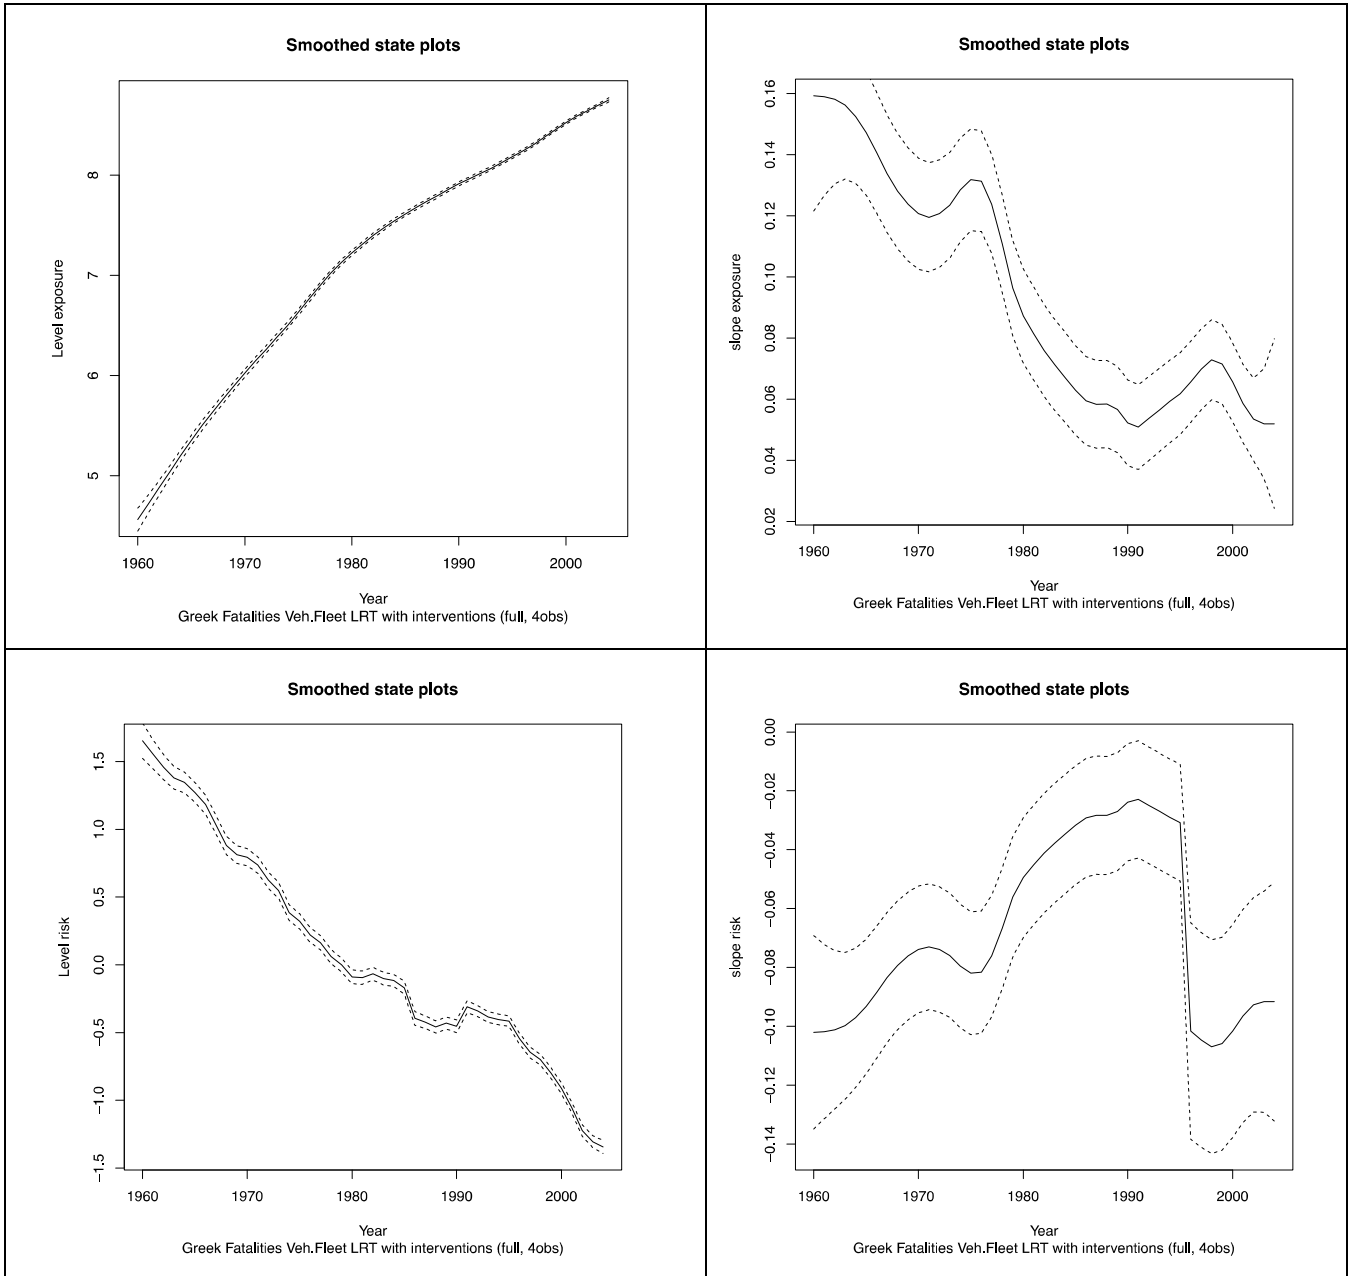 Smoothed state plots
Level exposure
8
7
6
5
1960 1970 1980 1990 2000
Year
Greek Fatalities Veh.Fleet LRT with interventions (full, 4obs)
Smoothed state plots
slope exposure
0.16
0.14
0.12
0.10
0.08
0.06
0.04
0.02
1960 1970 1980 1990 2000
Year
Greek Fatalities Veh.Fleet LRT with interventions (full, 4obs)
Smoothed state plots
Level risk
1.5
1.0
0.5
0.0
−0.5
−1.0
−1.5
1960 1970 1980 1990 2000
Year
Greek Fatalities Veh.Fleet LRT with interventions (full, 4obs)
Smoothed state plots
slope risk
0.00
−0.02
−0.04
−0.06
−0.08
−0.10
−0.12
−0.14
1960 1970 1980 1990 2000
Year
Greek Fatalities Veh.Fleet LRT with interventions (full, 4obs)